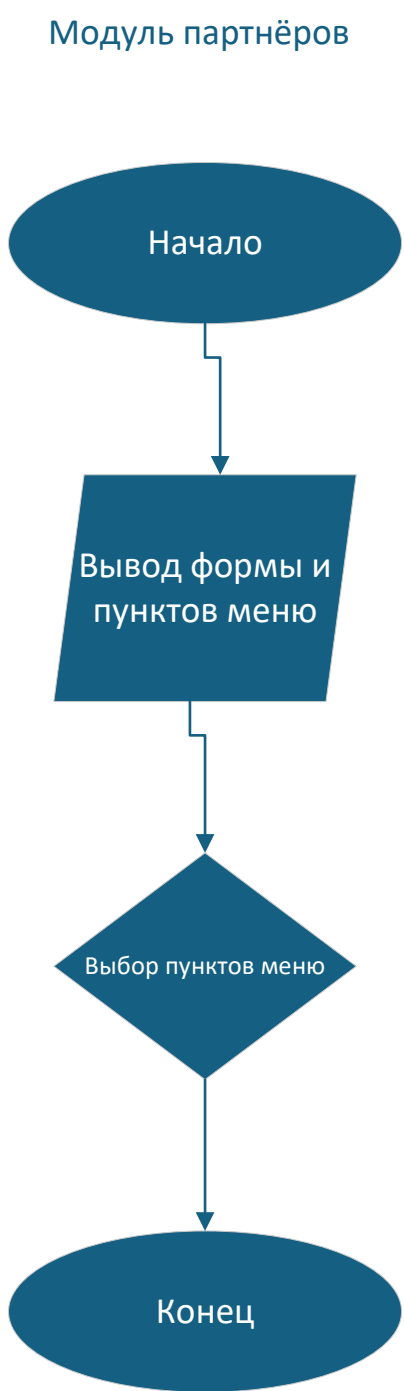 Модуль партнёров
Начало
Вывод формы и
пунктов меню
Выбор пунктов меню
Конец